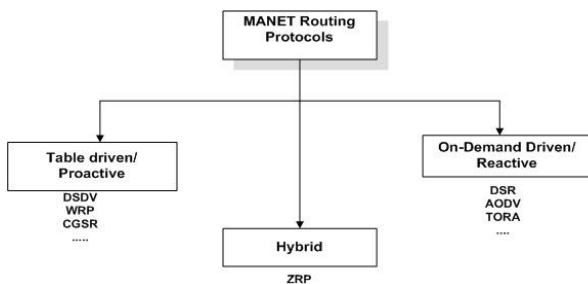 MANET Routing
Protocols
Table driven/
Proactive
DSDV
WRP
CGSR
.....
Hybrid
ZRP
On-Demand Driven/
Reactive
DSR
AODV
TORA
....